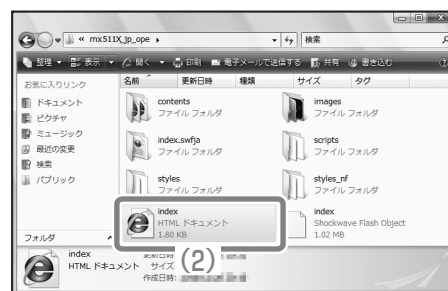 « mx511X_jp_ope ▸
検索
整理 表示 開く 印刷 電子メールで送信する 共有 書き込む
お気に入りリンク
ドキュメント
ピクチャ
ミュージック
最近の変更
検索
パブリック
フォルダ
名前 更新日時 種類 サイズ タグ
contents
ファイル フォルダ
images
ファイル フォルダ
index.swfja
ファイル フォルダ
scripts
ファイル フォルダ
styles
ファイル フォルダ
styles_nf
ファイル フォルダ
index
HTML ドキュメント
1.80 KB
index
Shockwave Flash Object
1.02 MB
(2)
index 更新日時:
HTML ドキュメント サイズ
作成日時: